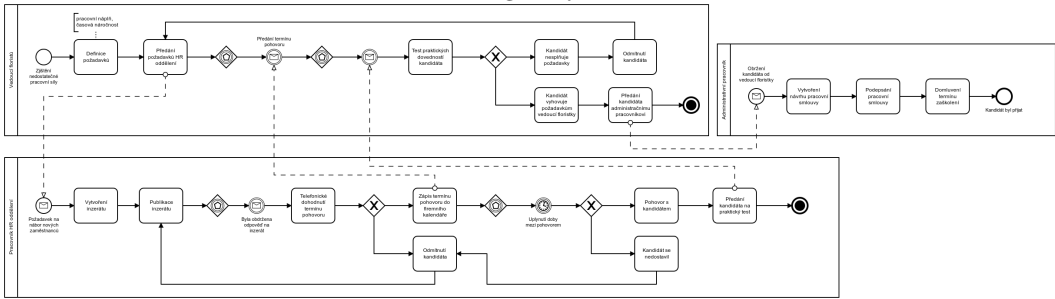 Vedoucí floristů
pracovní náplň,
časová náročnost
Zjištění
nedostatečné
pracovní síly
Definice
požadavků
Předání
požadavků HR
oddělení
Předání termínu
pohovoru
Test praktických
dovedností
kandidáta
Kandidát
nesplňuje
požadavky
Odmítnutí
kandidáta
Kandidát
vyhovuje
požadavkům
vedoucí floristky
Předání
kandidáta
administračnímu
pracovníkovi
Administrativní pracovník
Obržení
kandidáta od
vedoucí floristky
Vytvoření
návrhu pracovní
smlouvy
Podepsání
pracovní
smlouvy
Domluvení
termínu
zaškolení
Kandidát byl přijat
Pracovník HR oddělení
Požadavek na
nábor nových
zaměstnanců
Vytvoření
inzerátu
Publikace
inzerátu
Byla obdržena
odpověď na
inzerát
Telefonické
dohodnutí
termínu
pohovoru
Zápis termínu
pohovoru do
firemního
kalendáře
Uplynutí doby
mezi pohovorem
Pohovor s
kandidátem
Předání
kandidáta na
praktický test
Odmítnutí
kandidáta
Kandidát se
nedostavil